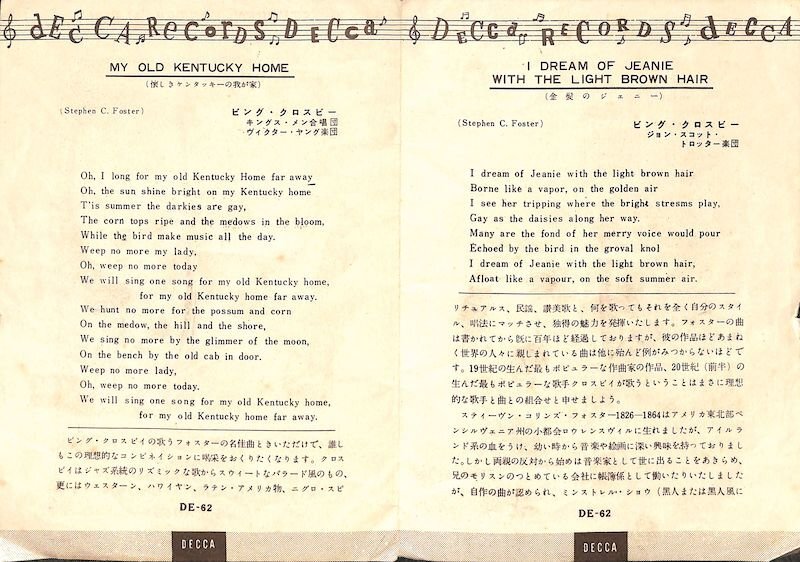 DECCA RECORDS DECCA
MY OLD KENTUCKY HOME
(懐しきケンタッキーの我が家)
(Stephen C. Foster)
ビング・クロスビー
キングス・メン合唱団
ヴィクター・ヤング楽団
Oh, I long for my old Kentucky Home far away
Oh, the sun shine bright on my Kentucky home
T'is summer the darkies are gay,
The corn tops ripe and the medows in the bloom,
While thg bird make music all the day.
Weep no more my lady,
Oh, weep no more today
We will sing one song for my old Kentucky home,
for my old Kentucky home far away.
We hunt no more for the possum and corn
On the medow, the hill and the shore,
We sing no more by the glimmer of the moon,
On the bench by the old cab in door.
Weep no more lady,
Oh, weep no more today.
We will sing one song for my old Kentucky home,
for my old Kentucky home far away.
ビング・クロスビイの歌うフォスターの名佳曲ときいただけで、誰し
もこの理想的なコンビネイションに喝采をおくりたくなります。クロス
ビイはジャズ系統のリズミックな歌からスウィートなバラード風のもの、
更にはウェスターン、ハワイヤン、ラテン・アメリカ物、ニグロ・スピ
DE-62
DECCA
DECCA RECORDS DECCA
I DREAM OF JEANIE
WITH THE LIGHT BROWN HAIR
(金髪のジェニー)
(Stephen C. Foster)
ビング・クロスビー
ジョン・スコット・
トロッター楽団
I dream of Jeanie with the light brown hair
Borne like a vapor, on the golden air
I see her tripping where the bright stresms play,
Gay as the daisies along her way.
Many are the fond of her merry voice would pour
Echoed by the bird in the groval knol
I dream of Jeanie with the light brown hair,
Afloat like a vapour, on the soft summer air.
リチュアルス、民謡、讃美歌と、何を歌ってもそれを全く自分のスタイ
ル、唱法にマッチさせ、独得の魅力を発揮いたします。フォスターの曲
は書かれてから既に百年ほど経過しておりますが、彼の作品ほどあまね
く世界の人々に親しまれている曲は他に殆んど例がみつからないほどで
す。19世紀の生んだ最もポピュラーな作曲家の作品、20世紀(前半)の
生んだ最もポピュラーな歌手クロスビイが歌うということはまさに理想
的な歌手と曲との組合せと申せましょう。
スティーヴン・コリンズ・フォスター1826—1864はアメリカ東北部ペ
ンシルヴェニア州の小都会ロウレンスヴィルに生れましたが、アイルラ
ンド系の血をうけ、幼い時から音楽や絵画に深い興味を持っておりまし
た。しかし両親の反対から始めは音楽家として世に出ることをあきらめ、
兄のモリスンのつとめている会社に帳簿係として働いたりいたしました
が、自作の曲が認められ、ミンストレル・ショウ(黒人または黒人風に
DE-62
DECCA